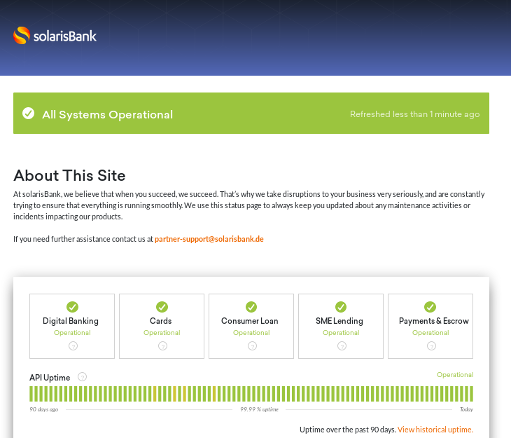 solarisBank
All Systems Operational
Refreshed less than 1 minute ago
About This Site
At solarisBank, we believe that when you succeed, we succeed. That's why we take disruptions to your business very seriously, and are constantly
trying to ensure that everything is running smoothly. We use this status page to always keep you updated about any maintenance activities or
incidents impacting our products.
If you need further assistance contact us at partner-support@solarisbank.de
Digital Banking
Operational
Cards
Operational
Consumer Loan
Operational
SME Lending
Operational
Payments & Escrow
Operational
API Uptime
Operational
90 days ago
99.99 % uptime
Today
Uptime over the past 90 days. View historical uptime.